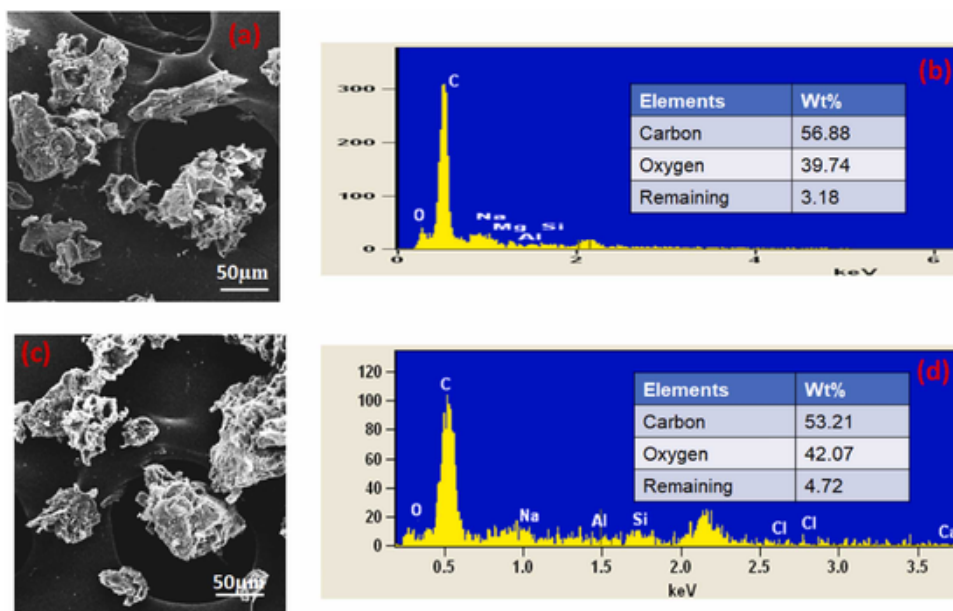 (a)
50µm
(b)
300
200
100
0
C
O
Na
Mg
Al
Si
0 2 4 6
keV
Elements Wt%
Carbon 56.88
Oxygen 39.74
Remaining 3.18
(c)
50µm
(d)
120
100
80
60
40
20
0
C
O
Na
Al
Si
Cl
Cl
0.5 1.0 1.5 2.0 2.5 3.0 3.5
keV
Elements Wt%
Carbon 53.21
Oxygen 42.07
Remaining 4.72